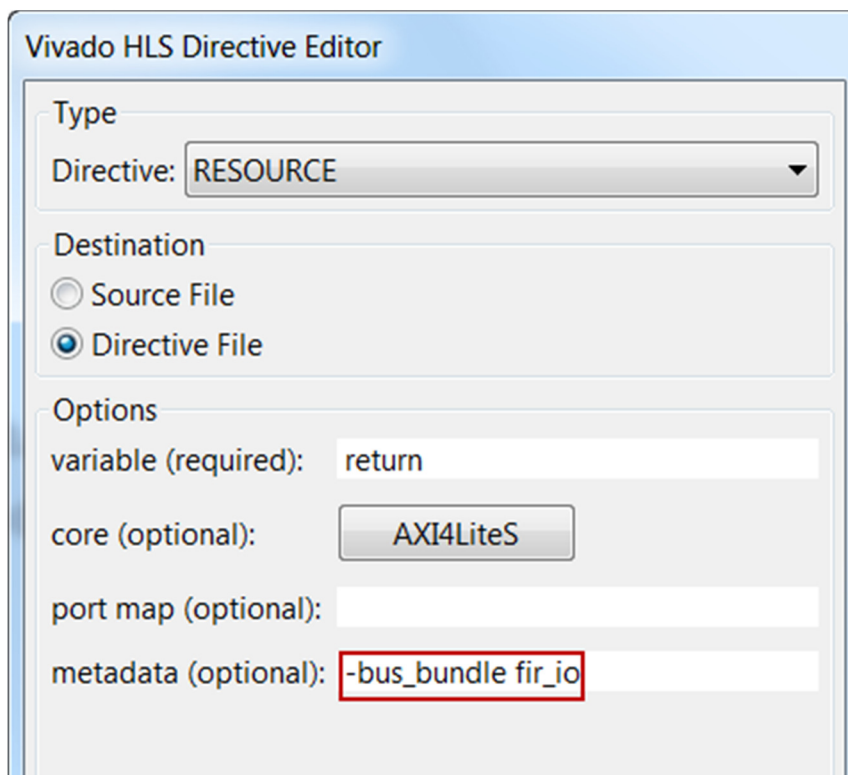 Vivado HLS Directive Editor
Type
Directive: RESOURCE
Destination
Source File
Directive File
Options
variable (required): return
core (optional): AXI4LiteS
port map (optional):
metadata (optional): -bus_bundle fir_io